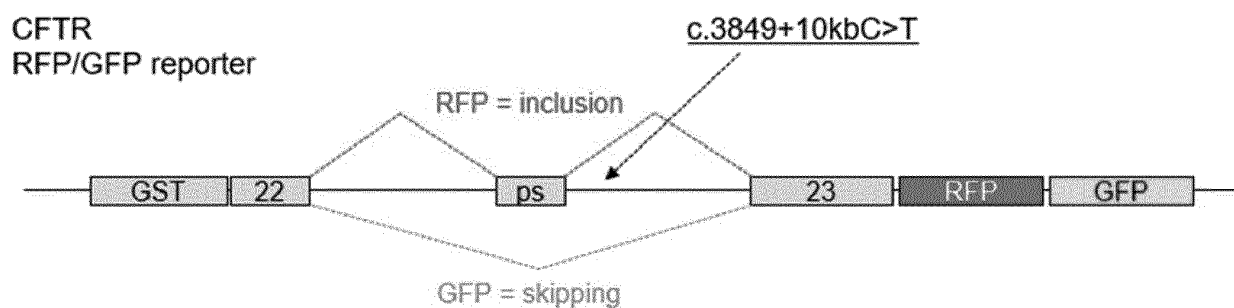 CFTR
RFP/GFP reporter
c.3849+10kbC>T
RFP = inclusion
GST 22 ps 23 RFP GFP
GFP = skipping